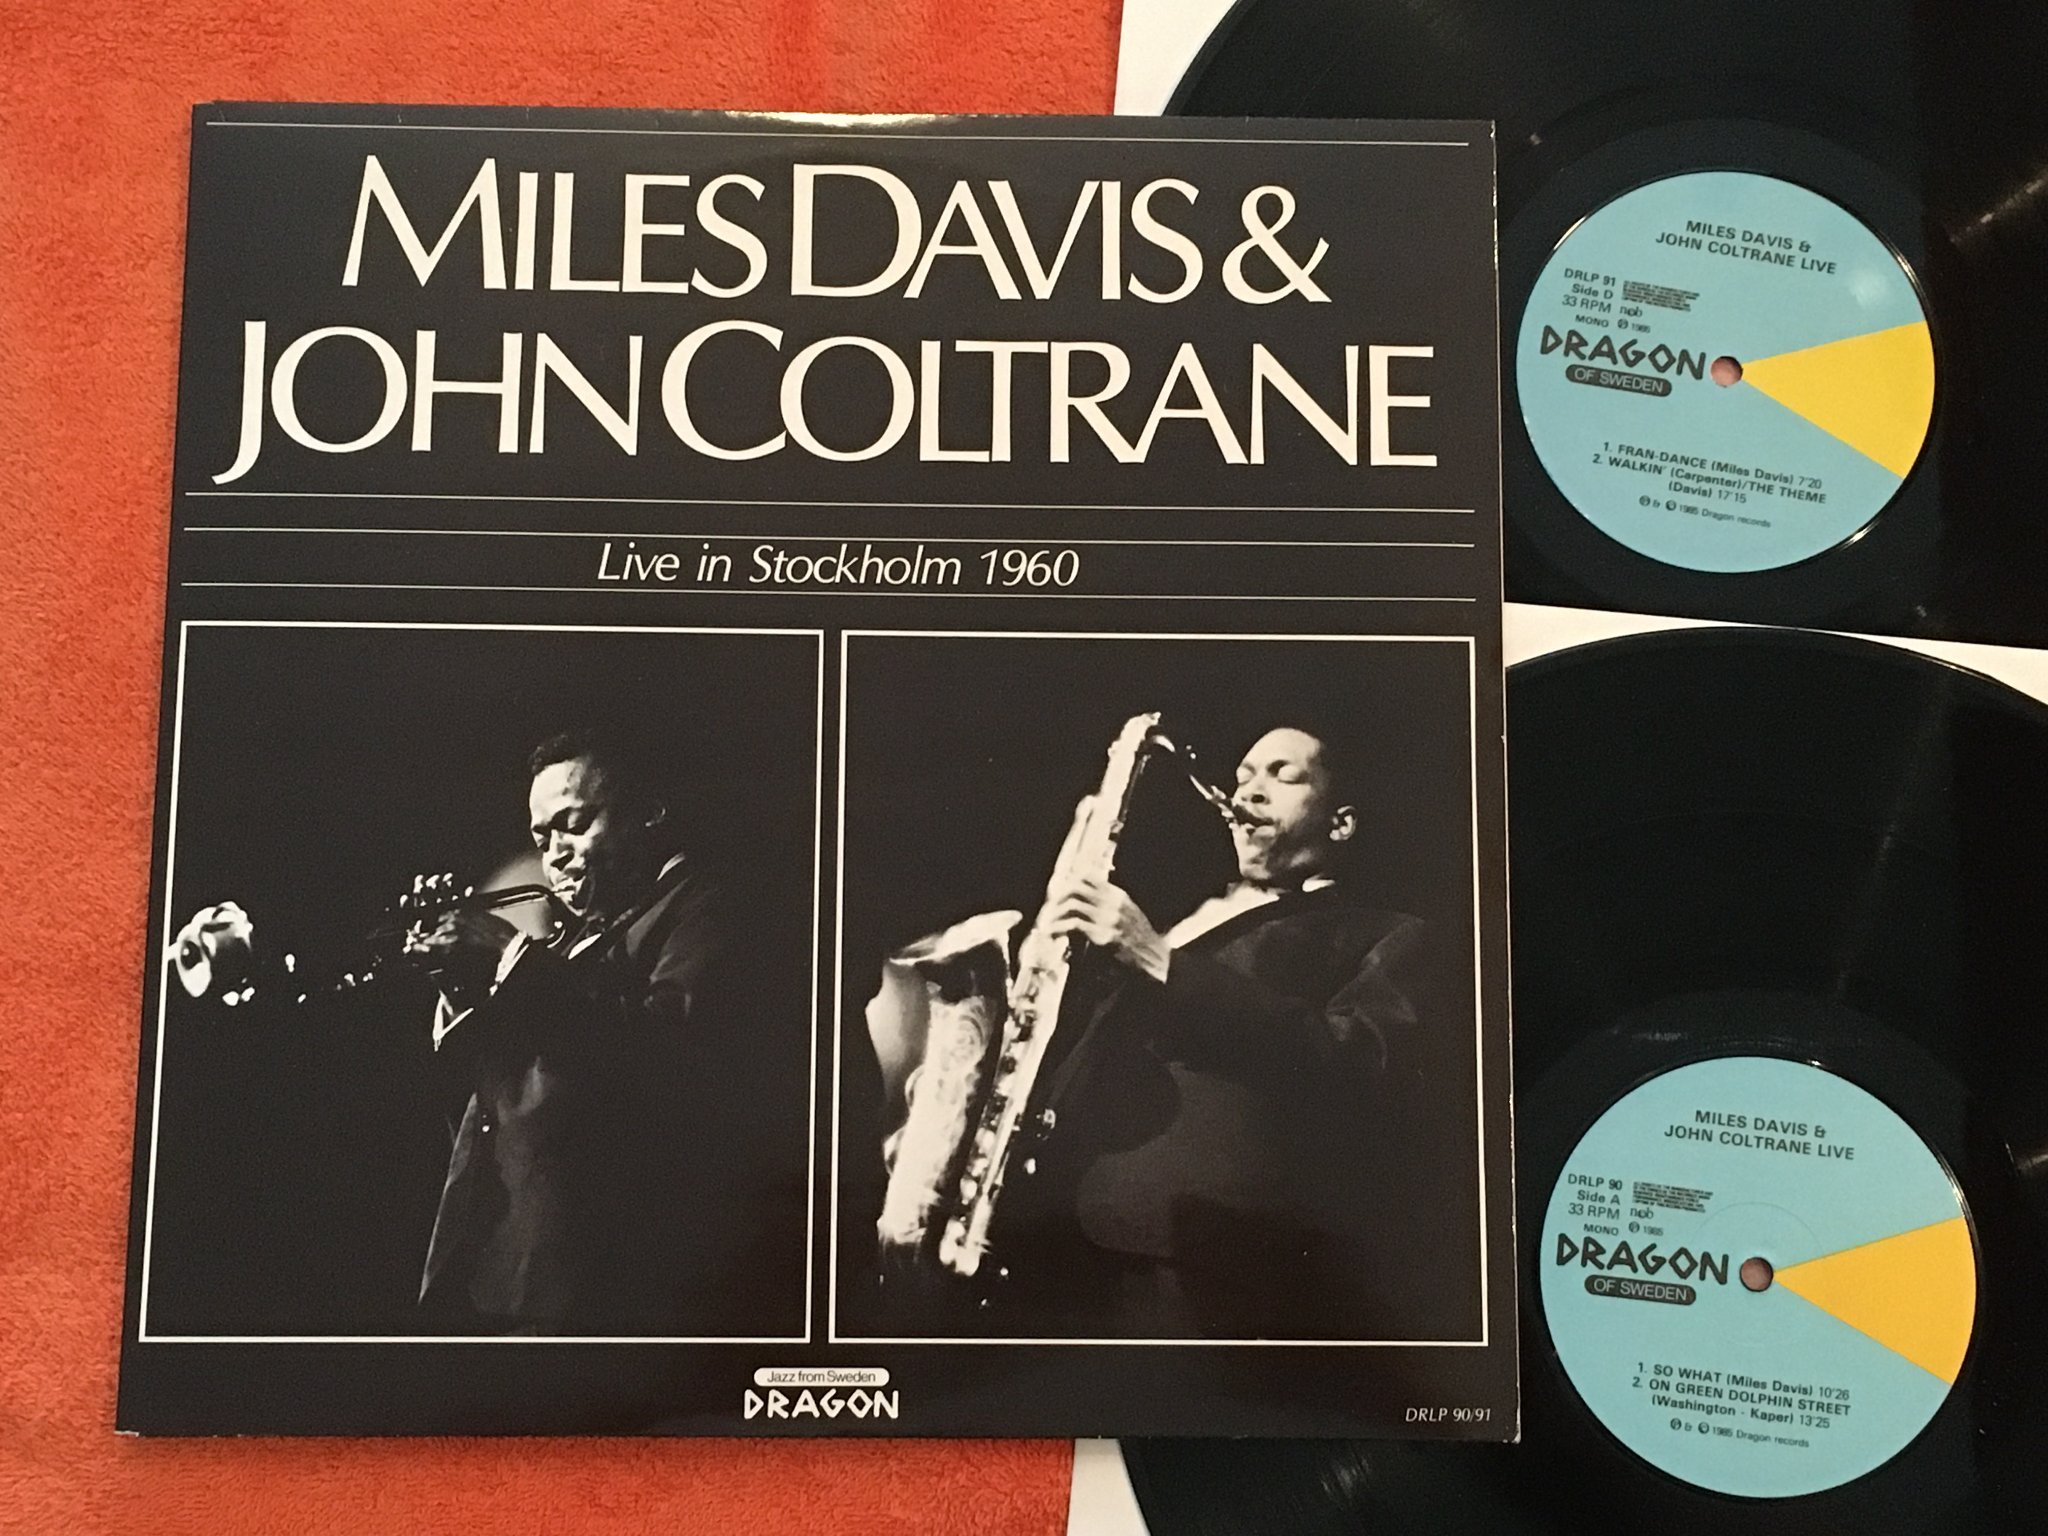 MILES DAVIS &
JOHN COLTRANE
Live in Stockholm 1960
Jazz from Sweden
DRAGON
DRLP 90/91
MILES DAVIS &
JOHN COLTRANE LIVE
DRLP 91
Side D
33 RPM
ncb
MONO
℗ 1985
DRAGON
OF SWEDEN
1. FRAN-DANCE (Miles Davis) 7'20
2. WALKIN' (Carpenter)/THE THEME
(Davis) 17'15
℗ & © 1985 Dragon records
MILES DAVIS &
JOHN COLTRANE LIVE
DRLP 90
Side A
33 RPM
ncb
MONO
℗ 1985
DRAGON
OF SWEDEN
1. SO WHAT (Miles Davis) 10'26
2. ON GREEN DOLPHIN STREET
(Washington - Kaper) 13'25
℗ & © 1985 Dragon records